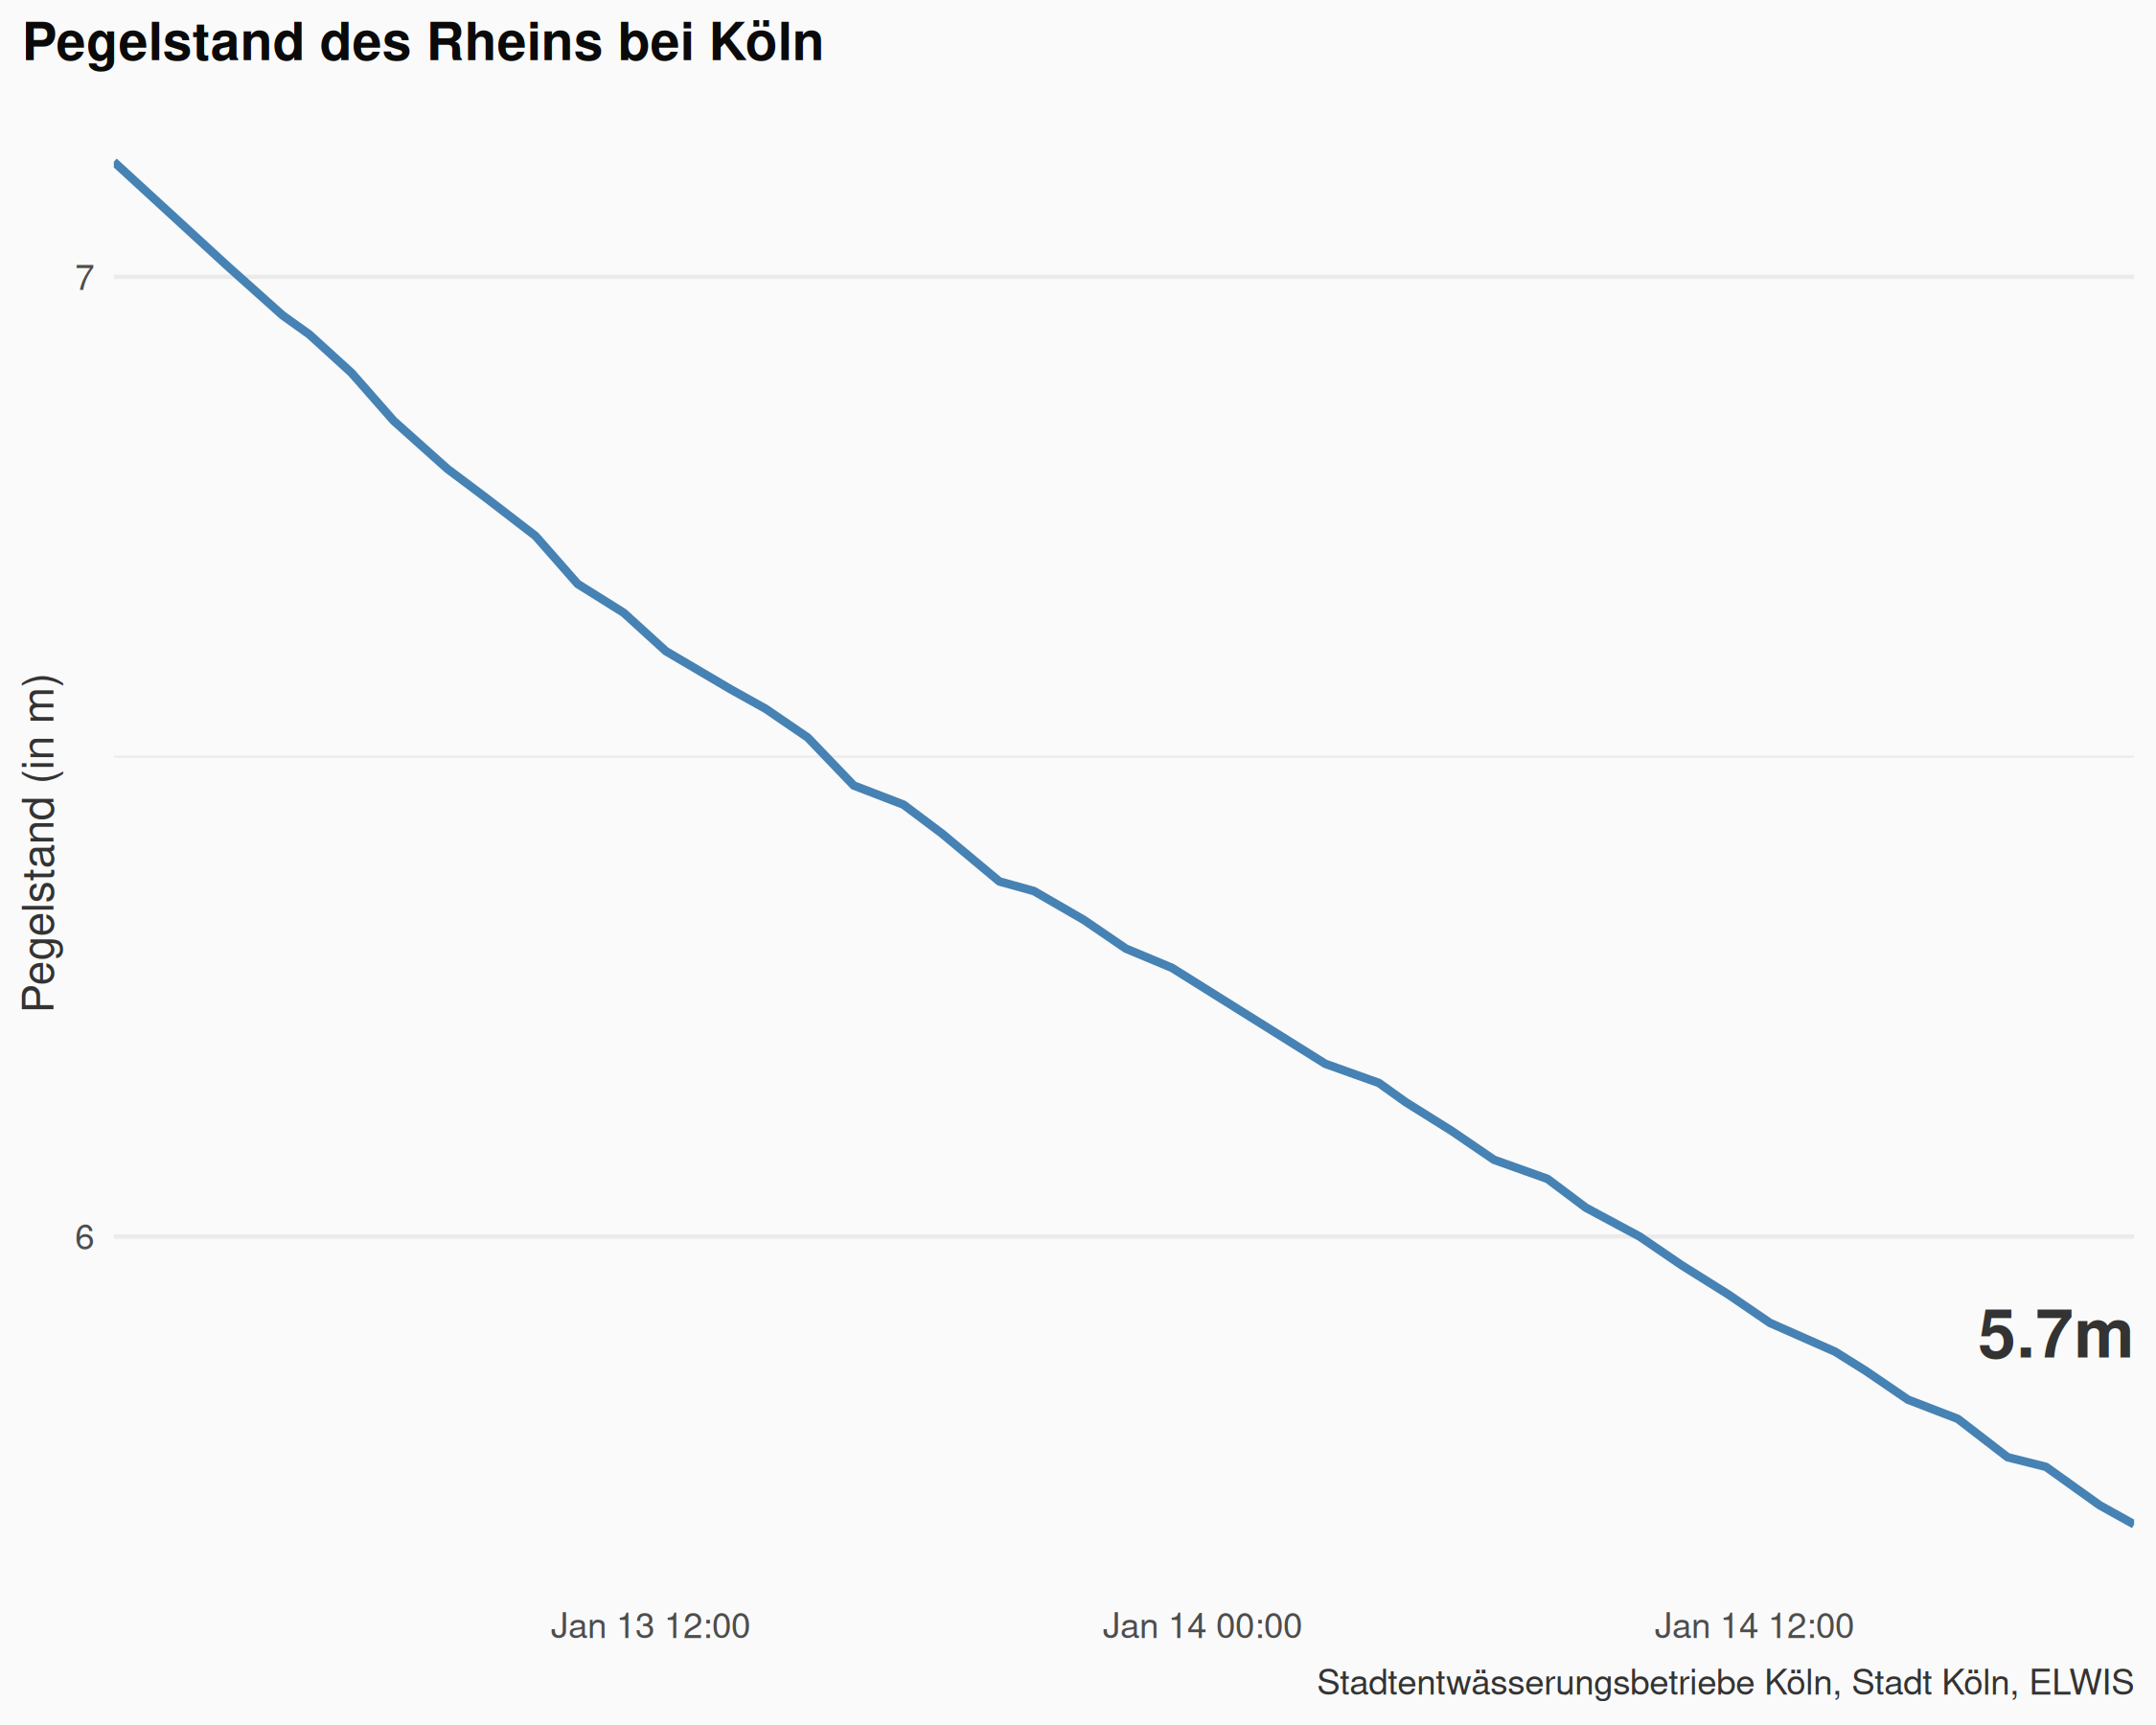 Pegelstand des Rheins bei Köln
Pegelstand (in m)
7
6
5.7m
Jan 13 12:00
Jan 14 00:00
Jan 14 12:00
Stadtentwässerungsbetriebe Köln, Stadt Köln, ELWIS